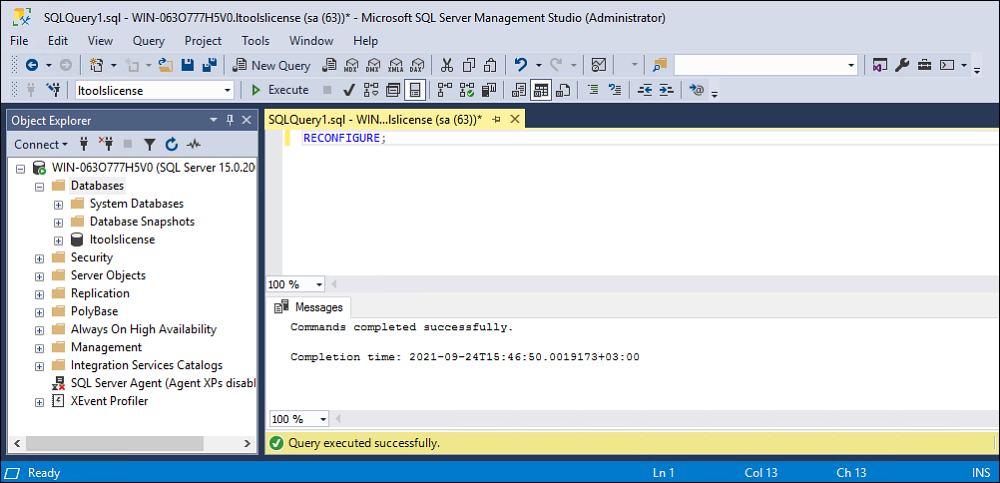 SQLQuery1.sql - WIN-063O777H5V0.ltoolslicense (sa (63))* - Microsoft SQL Server Management Studio (Administrator)
File Edit View Query Project Tools Window Help
New Query MDX DMX XMLA DAX
ltoolslicense Execute
Object Explorer
SQLQuery1.sql - WIN...lslicense (sa (63))*
Connect
RECONFIGURE;
WIN-063O777H5V0 (SQL Server 15.0.20
Databases
System Databases
Database Snapshots
ltoolslicense
Security
Server Objects
Replication
PolyBase
Always On High Availability
Management
Integration Services Catalogs
SQL Server Agent (Agent XPs disabl
XEvent Profiler
100 %
Messages
Commands completed successfully.
Completion time: 2021-09-24T15:46:50.0019173+03:00
100 %
Query executed successfully.
Ready Ln 1 Col 13 Ch 13 INS